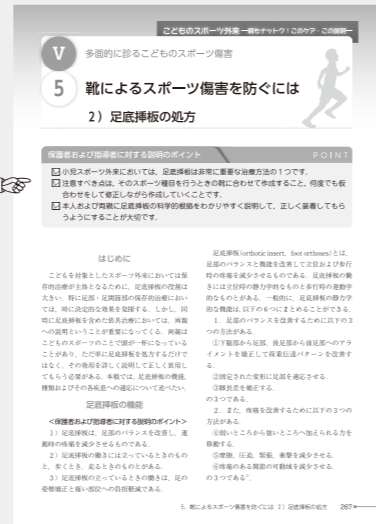 こどものスポーツ外来 ―親もナットク！このケア・この説明―
V
多面的に診るこどものスポーツ傷害
5
靴によるスポーツ傷害を防ぐには
2）足底挿板の処方
保護者および指導者に対する説明のポイント
POINT
小児スポーツ外来においては，足底挿板は非常に重要な治療方法の1つです．
注意すべき点は，そのスポーツ種目を行うときの靴に合わせて作成すること，何度でも仮
合わせをして修正しながら作成していくことです．
本人および両親に足底挿板の科学的根拠をわかりやすく説明して，正しく装着してもら
うようにすることが大切です．
はじめに
こどもを対象としたスポーツ外来においては保
存的治療が主体となるために，足底挿板の役割は
大きい．特に足部・足関節部の保存的治療におい
ては，時に決定的な効果を発揮する．しかし，同
時に足底挿板を含めた装具治療においては，両親
への説明ということが重要になってくる．両親は
こどものスポーツのことで頭が一杯になっている
ことがあり，ただ単に足底挿板を処方するだけで
はなく，その効用を詳しく説明して正しく装用し
てもらう必要がある．本稿では，足底挿板の機能，
種類およびその各疾患への適応について述べたい．
足底挿板の機能
＜保護者および指導者に対する説明のポイント＞
1）足底挿板は，足部のバランスを改善し，運
動時の疼痛を減少させるものである．
2）足底挿板の働きには立っているときのもの
と，歩くとき，走るときのものとがある．
3）足底挿板の立っているときの働きは，足の
姿勢矯正と痛い部位への負担軽減である．
足底挿板(orthotic insert, foot orthoses)とは，
足部のバランスと機能を改善して立位および歩行
時の疼痛を減少させるものである．足底挿板の働
きには立位時の静力学的なものと歩行時の運動学
的なものとがある．一般的に，足底挿板の静力学
的な機能は，以下の6つにまとめることができる．
1．足部のバランスを改善するために以下の3
つの方法がある．
①下腿部から足部，後足部から前足部へのアラ
イメントを矯正して荷重伝達パターンを改善す
る．
②固定された変形に足部を適応させる．
③脚長差を補正する．
の3つである．
2．また，疼痛を改善するために以下の3つの
方法がある．
④弱いところから強いところへ加えられる力を
移動する．
⑤摩擦，圧迫，緊張，衝撃を減少させる．
⑥疼痛のある関節の可動域を減少させる．
の3つである
5．靴によるスポーツ傷害を防ぐには 2）足底挿板の処方 267